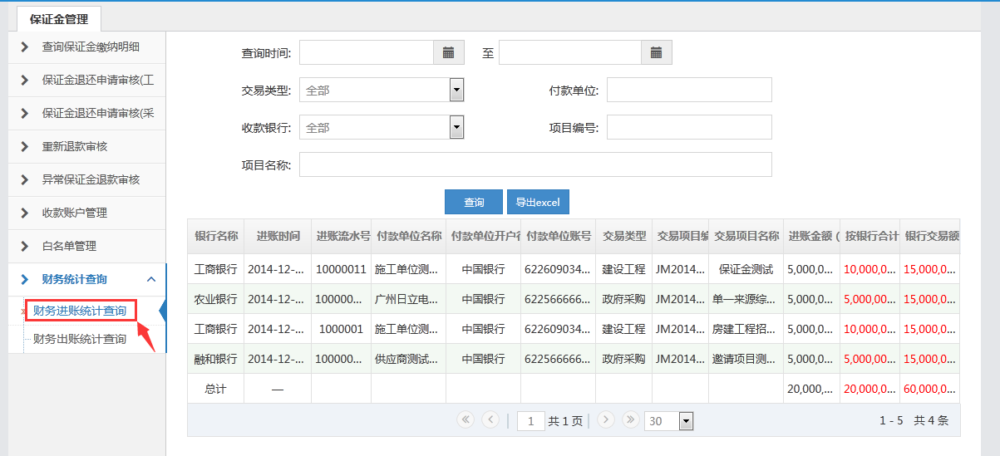 保证金管理
查询保证金缴纳明细
保证金退还申请审核(工
保证金退还申请审核(采
重新退款审核
异常保证金退款审核
收款账户管理
白名单管理
财务统计查询
财务进账统计查询
财务出账统计查询
查询时间: 至
交易类型: 全部 付款单位:
收款银行: 全部 项目编号:
项目名称:
查询 导出excel
银行名称 进账时间 进账流水号 付款单位名称 付款单位开户行 付款单位账号 交易类型 交易项目编 交易项目名称 进账金额 ( 按银行合计 银行交易额
工商银行 2014-12-... 10000011 施工单位测... 中国银行 622609034... 建设工程 JM2014... 保证金测试 5,000,0... 10,000,0... 15,000,0...
农业银行 2014-12-... 100000... 广州日立电... 中国银行 622566666... 政府采购 JM2014... 单一来源综... 5,000,0... 5,000,00... 15,000,0...
工商银行 2014-12-... 1000001 施工单位测... 中国银行 622609034... 建设工程 JM2014... 房建工程招... 5,000,0... 10,000,0... 15,000,0...
融和银行 2014-12-... 100000... 供应商测试... 中国银行 622566666... 政府采购 JM2014... 邀请项目测... 5,000,0... 5,000,00... 15,000,0...
总计 — 20,000,... 20,000,0... 60,000,0...
1 共 1 页 30 1 - 5 共 4 条